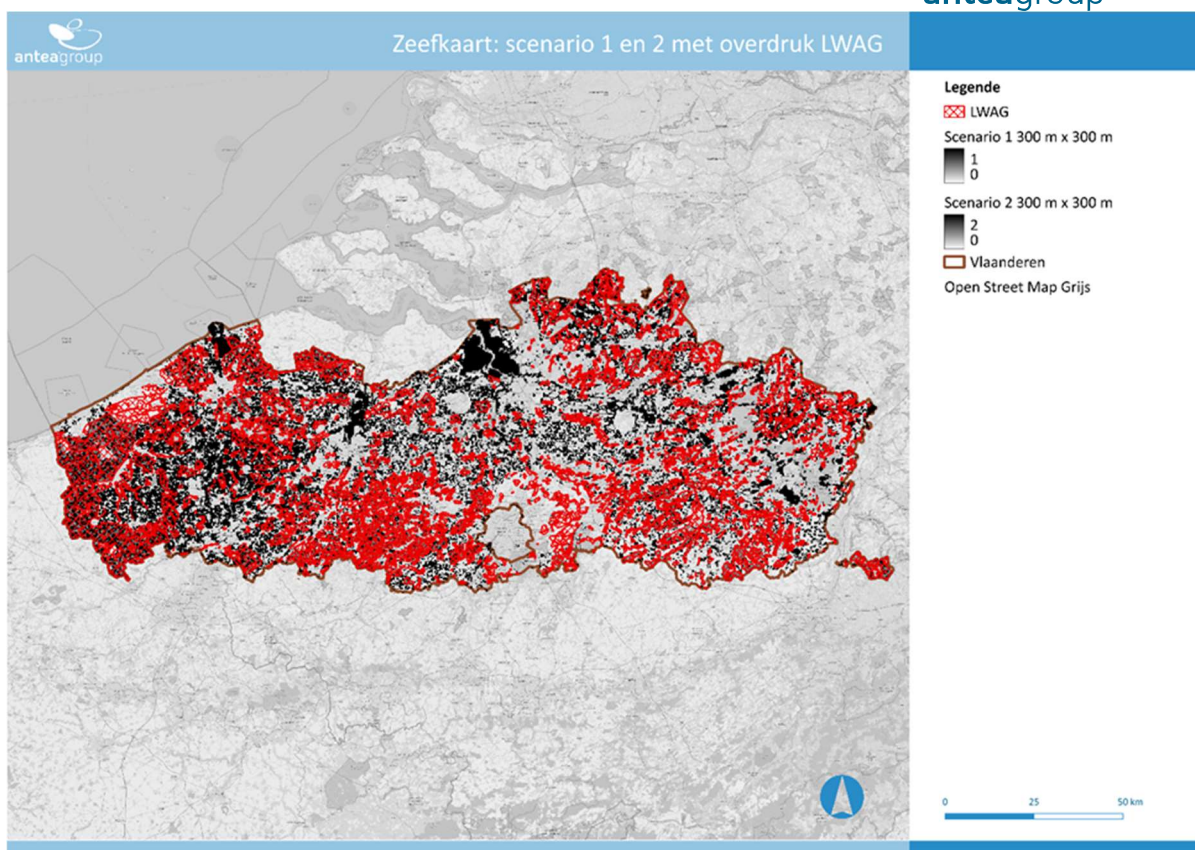 anteagroup
anteagroup
Zeefkaart: scenario 1 en 2 met overdruk LWAG
Legende
LWAG
Scenario 1 300 m x 300 m
1
0
Scenario 2 300 m x 300 m
2
0
Vlaanderen
Open Street Map Grijs
0 25 50 km